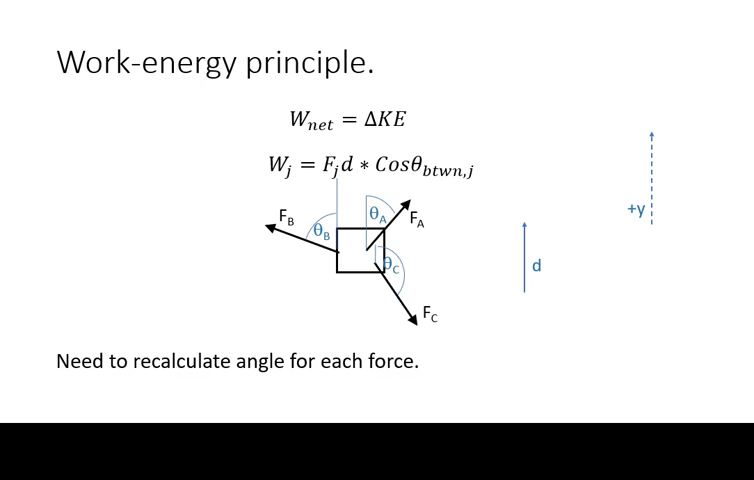 Work-energy principle.
W_net = ΔKE
W_j = F_j d * Cosθ_btwn,j
+y
F_B
θ_B
θ_A
F_A
θ_C
d
F_C
Need to recalculate angle for each force.